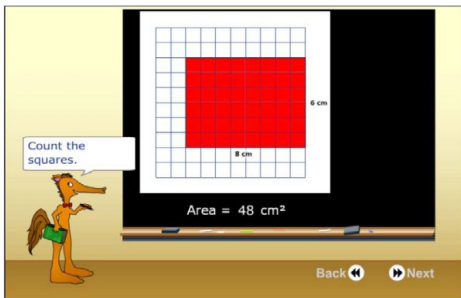 6 cm
8 cm
Count the
squares.
Area = 48 cm²
Back
Next